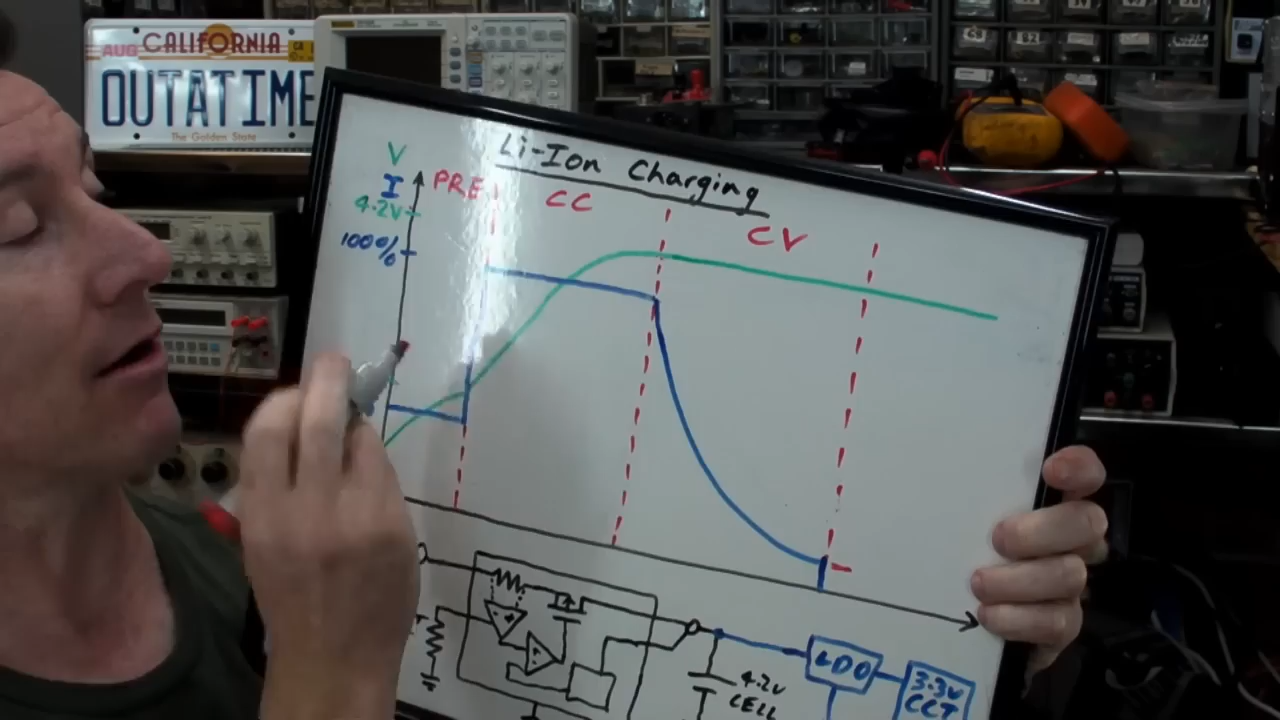 AUG
CALIFORNIA
OUTATIME
The Golden State
Li-Ion Charging
V
I
PRE
CC
CV
4.2V
100%
LDO
4.2V
CELL
3.3V
CCT